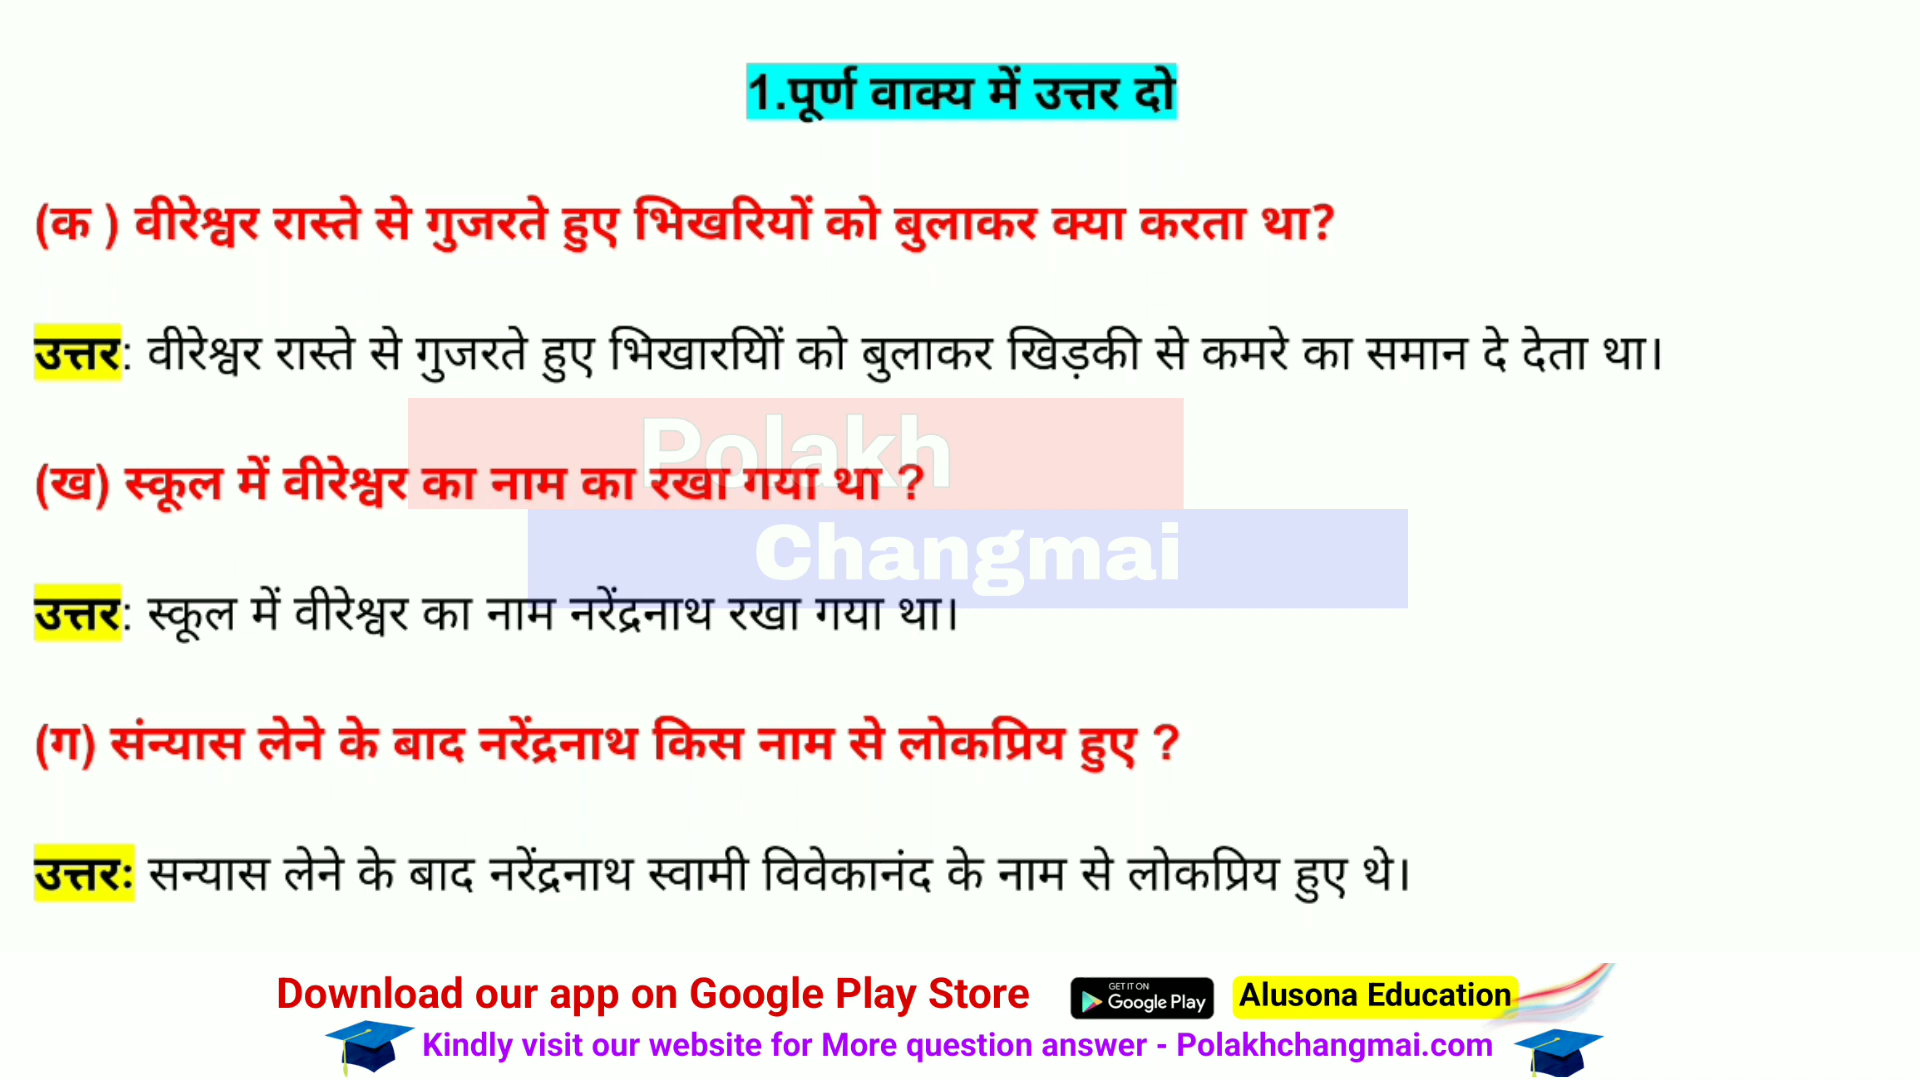 1.पूर्ण वाक्य में उत्तर दो
(क ) वीरेश्वर रास्ते से गुजरते हुए भिखरियों को बुलाकर क्या करता था?
उत्तर: वीरेश्वर रास्ते से गुजरते हुए भिखारयिों को बुलाकर खिड़की से कमरे का समान दे देता था।
Polakh
(ख) स्कूल में वीरेश्वर का नाम का रखा गया था ?
Changmai
उत्तर: स्कूल में वीरेश्वर का नाम नरेंद्रनाथ रखा गया था।
(ग) संन्यास लेने के बाद नरेंद्रनाथ किस नाम से लोकप्रिय हुए ?
उत्तर: सन्यास लेने के बाद नरेंद्रनाथ स्वामी विवेकानंद के नाम से लोकप्रिय हुए थे।
Download our app on Google Play Store GET IT ON Google Play Alusona Education
Kindly visit our website for More question answer - Polakhchangmai.com